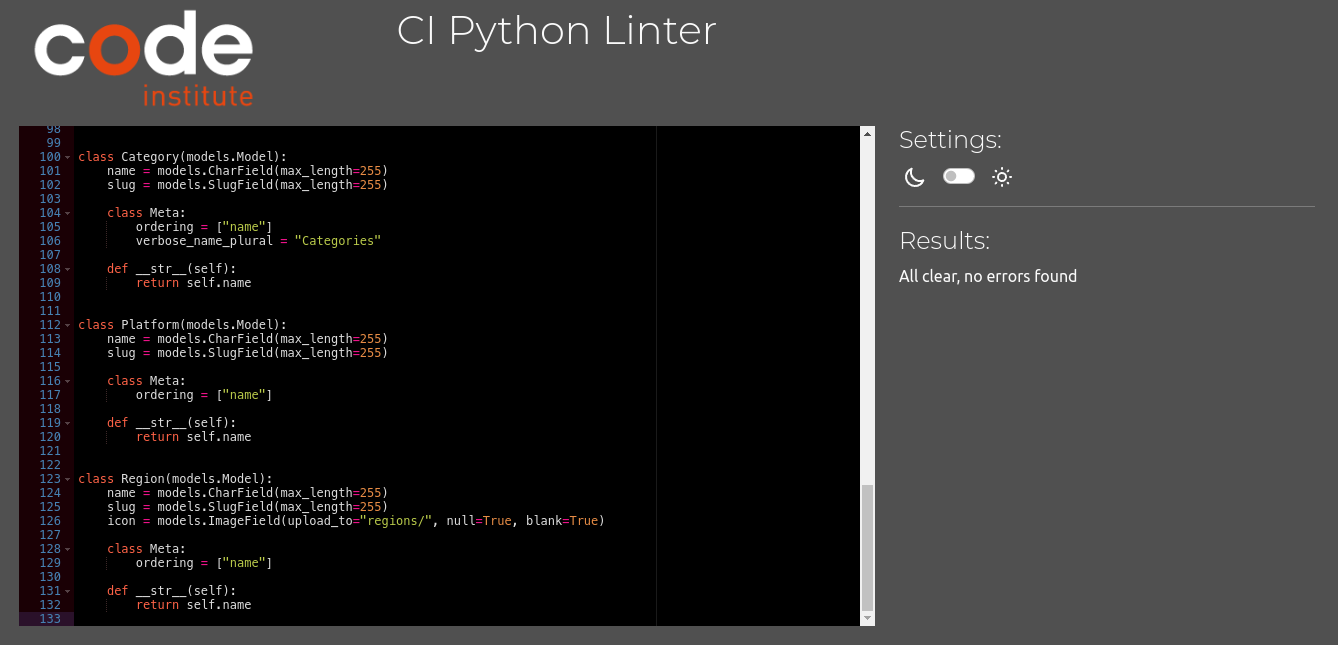 code
institute
CI Python Linter
98
99
100 class Category(models.Model):
101     name = models.CharField(max_length=255)
102     slug = models.SlugField(max_length=255)
103
104     class Meta:
105         ordering = ["name"]
106         verbose_name_plural = "Categories"
107
108     def __str__(self):
109         return self.name
110
111
112 class Platform(models.Model):
113     name = models.CharField(max_length=255)
114     slug = models.SlugField(max_length=255)
115
116     class Meta:
117         ordering = ["name"]
118
119     def __str__(self):
120         return self.name
121
122
123 class Region(models.Model):
124     name = models.CharField(max_length=255)
125     slug = models.SlugField(max_length=255)
126     icon = models.ImageField(upload_to="regions/", null=True, blank=True)
127
128     class Meta:
129         ordering = ["name"]
130
131     def __str__(self):
132         return self.name
133
Settings:
Results:
All clear, no errors found